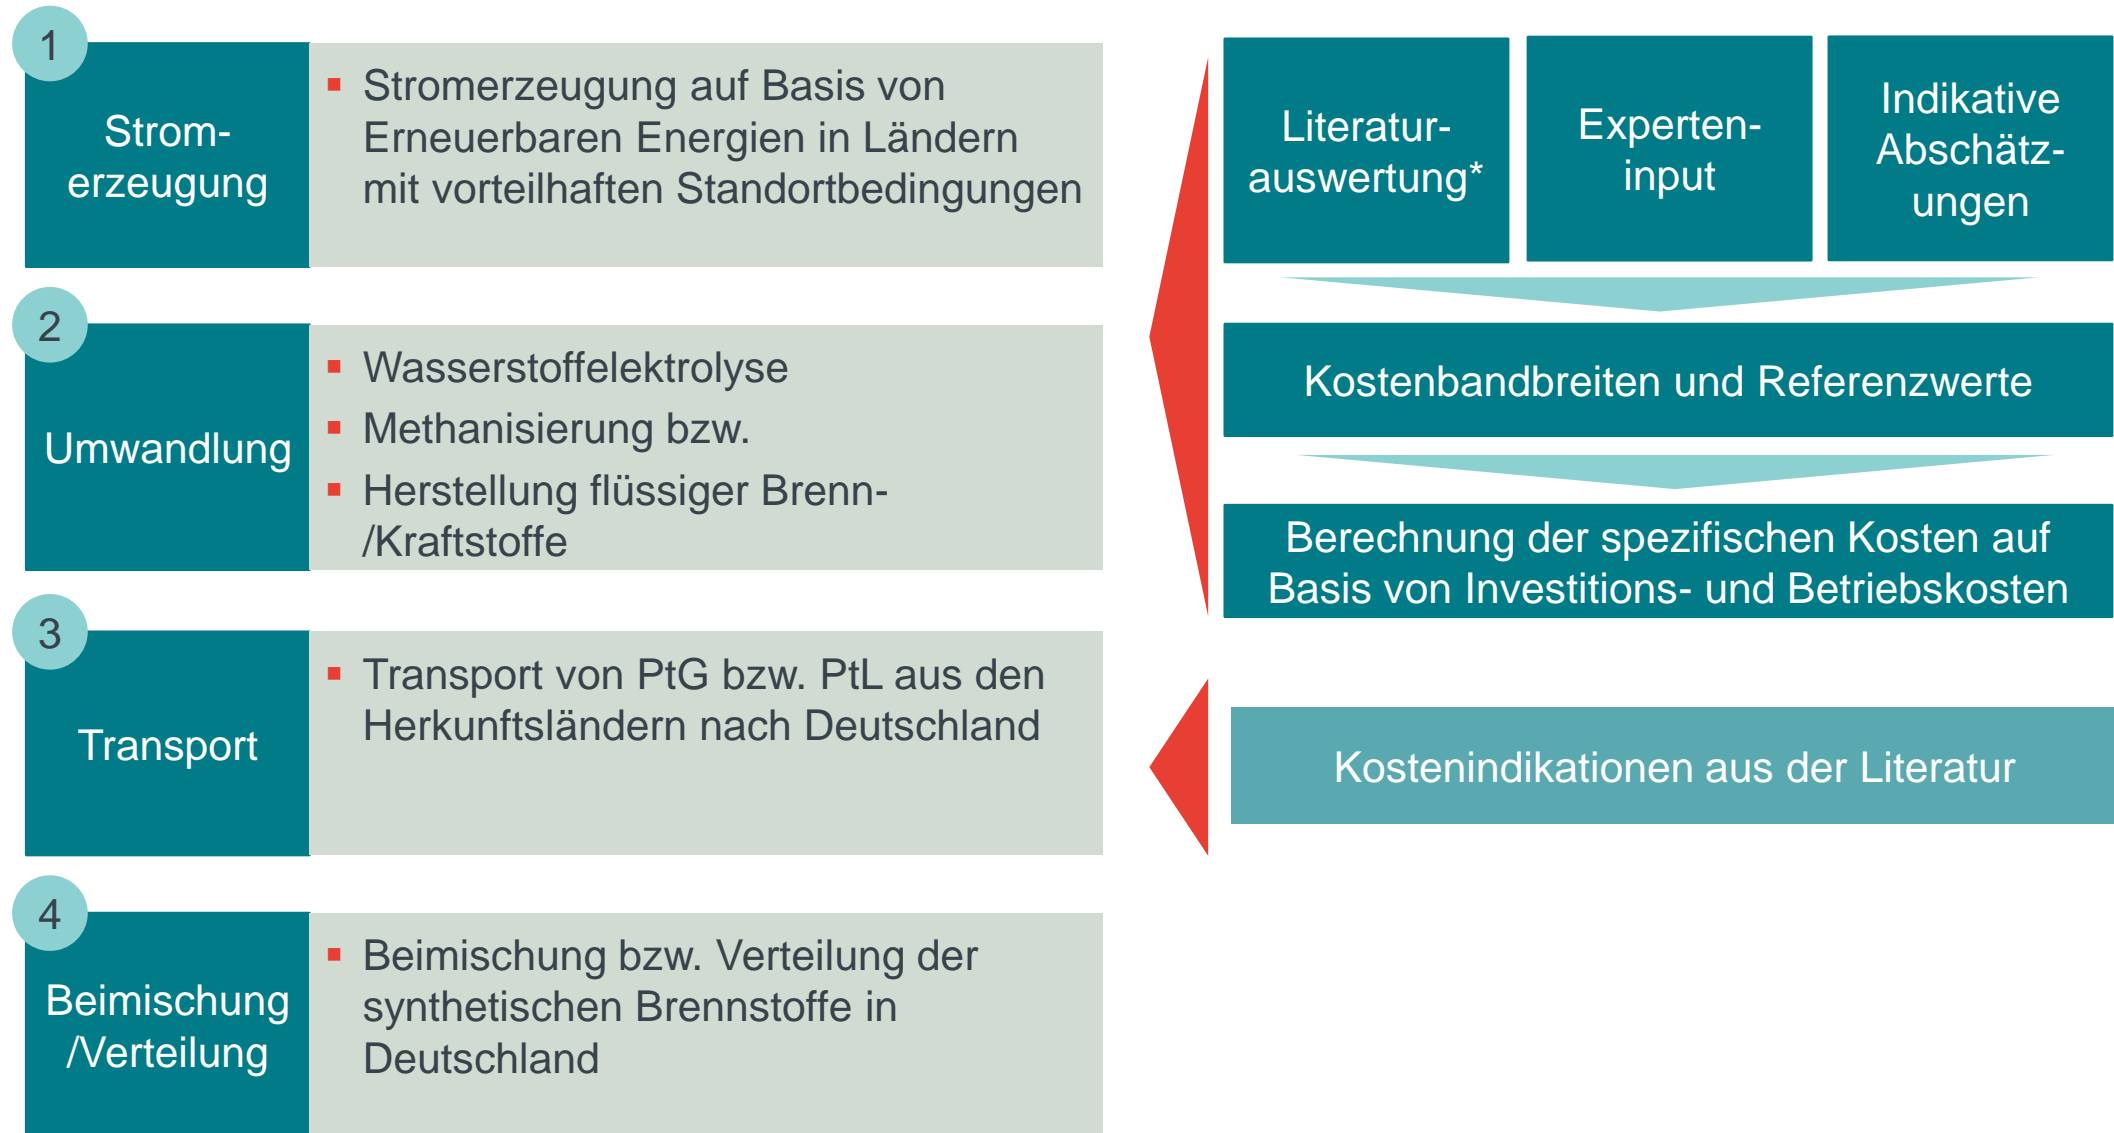 1
Strom-
erzeugung
Stromerzeugung auf Basis von
Erneuerbaren Energien in Ländern
mit vorteilhaften Standortbedingungen
2
Umwandlung
Wasserstoffelektrolyse
Methanisierung bzw.
Herstellung flüssiger Brenn-
/Kraftstoffe
3
Transport
Transport von PtG bzw. PtL aus den
Herkunftsländern nach Deutschland
4
Beimischung
/Verteilung
Beimischung bzw. Verteilung der
synthetischen Brennstoffe in
Deutschland
Literatur-
auswertung*
Experten-
input
Indikative
Abschätz-
ungen
Kostenbandbreiten und Referenzwerte
Berechnung der spezifischen Kosten auf
Basis von Investitions- und Betriebskosten
Kostenindikationen aus der Literatur